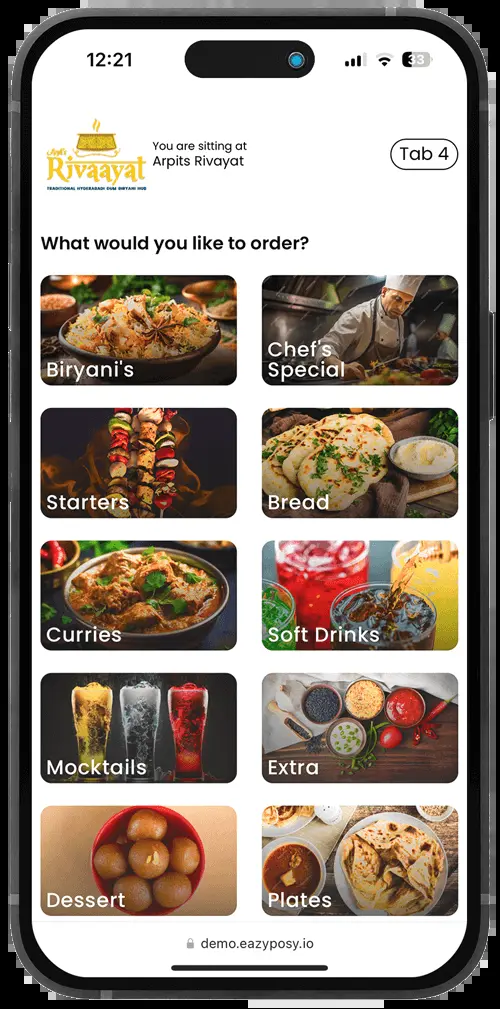 12:21
33
Arpit's
Rivaayat
TRADITIONAL HYDERABADI DUM BIRYANI HUB
You are sitting at
Arpits Rivayat
Tab 4
What would you like to order?
Biryani's
Chef's
Special
Starters
Bread
Curries
Soft Drinks
Mocktails
Extra
Dessert
Plates
demo.eazyposy.io